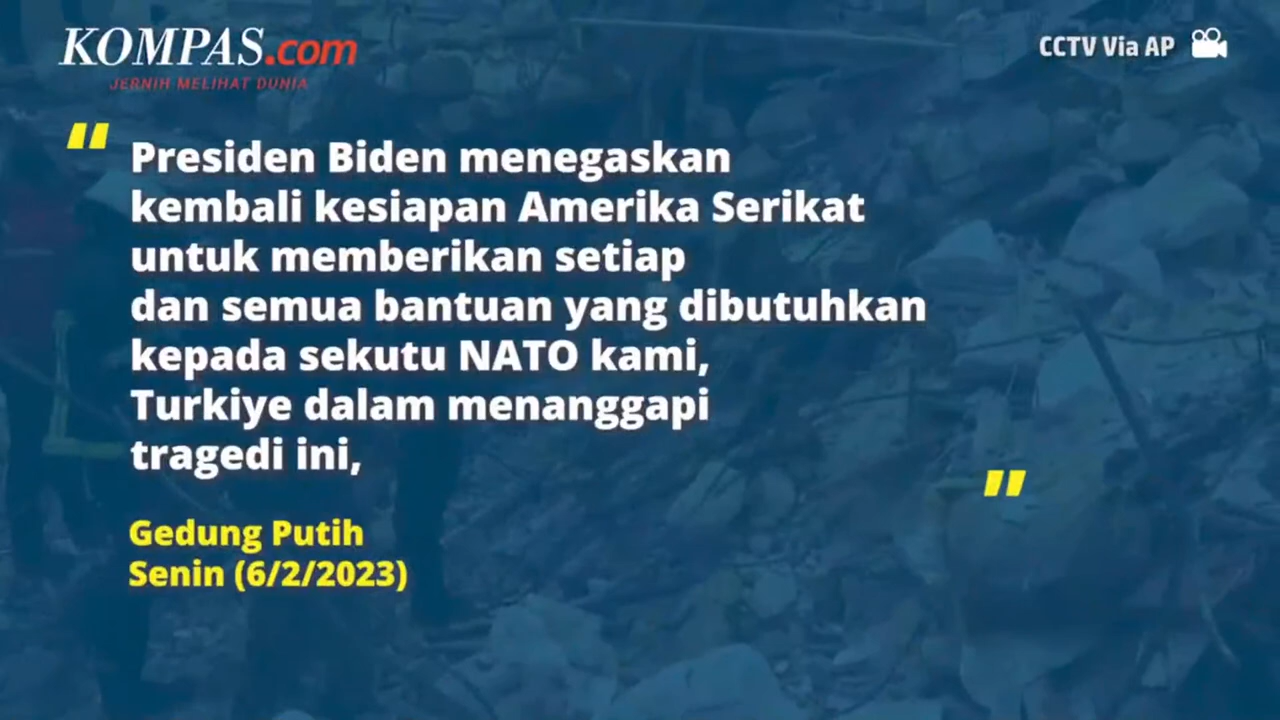 KOMPAS.com
JERNIH MELIHAT DUNIA
CCTV Via AP
"
Presiden Biden menegaskan
kembali kesiapan Amerika Serikat
untuk memberikan setiap
dan semua bantuan yang dibutuhkan
kepada sekutu NATO kami,
Turkiye dalam menanggapi
tragedi ini,
"
Gedung Putih
Senin (6/2/2023)